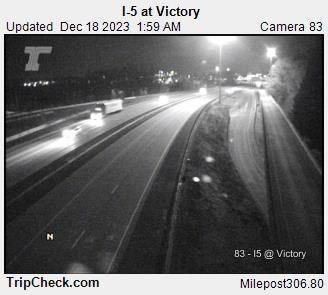 I-5 at Victory
Updated Dec 18 2023 1:59 AM Camera 83
T
N
83 - I5 @ Victory
TripCheck.com Milepost306.80